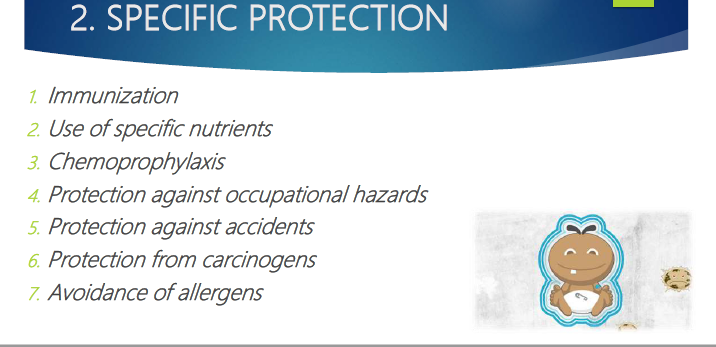 2. SPECIFIC PROTECTION
1. Immunization
2. Use of specific nutrients
3. Chemoprophylaxis
4. Protection against occupational hazards
5. Protection against accidents
6. Protection from carcinogens
7. Avoidance of allergens